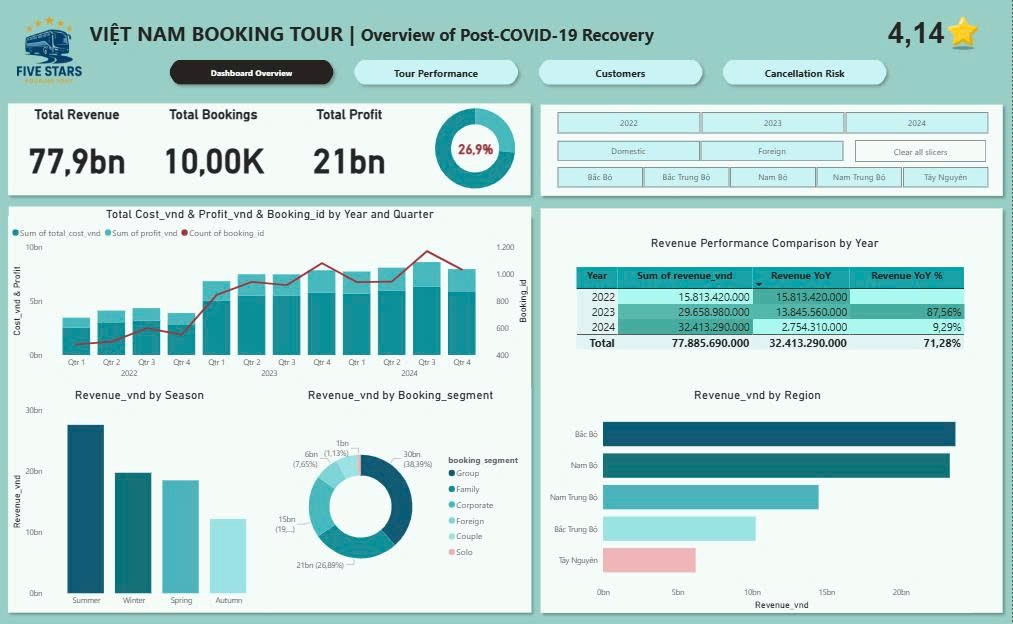 VIỆT NAM BOOKING TOUR | Overview of Post-COVID-19 Recovery
4,14
FIVE STARS
Dashboard Overview
Tour Performance
Customers
Cancellation Risk
Total Revenue
Total Bookings
Total Profit
77,9bn
10,00K
21bn
26,9%
2022
2023
2024
Domestic
Foreign
Clear all slicers
Bắc Bộ
Bắc Trung Bộ
Nam Bộ
Nam Trung Bộ
Tây Nguyên
Total Cost_vnd & Profit_vnd & Booking_id by Year and Quarter
Sum of total_cost_vnd
Sum of profit_vnd
Count of booking_id
Cost_vnd & Profit
10bn
5bn
0bn
1.200
1.000
800
600
400
Booking_id
Qtr 1 Qtr 2 Qtr 3 Qtr 4 Qtr 1 Qtr 2 Qtr 3 Qtr 4 Qtr 1 Qtr 2 Qtr 3 Qtr 4
2022 2023 2024
Revenue Performance Comparison by Year
Year Sum of revenue_vnd Revenue YoY Revenue YoY %
2022 15.813.420.000 15.813.420.000
2023 29.658.980.000 13.845.560.000 87,56%
2024 32.413.290.000 2.754.310.000 9,29%
Total 77.885.690.000 32.413.290.000 71,28%
Revenue_vnd by Season
Revenue_vnd
30bn
20bn
10bn
0bn
Summer Winter Spring Autumn
Revenue_vnd by Booking_segment
1bn
(1,13%)
6bn
(7,65%)
30bn
(38,39%)
15bn
(19,...)
21bn (26,89%)
booking_segment
Group
Family
Corporate
Foreign
Couple
Solo
Revenue_vnd by Region
Bắc Bộ
Nam Bộ
Nam Trung Bộ
Bắc Trung Bộ
Tây Nguyên
0bn 5bn 10bn 15bn 20bn
Revenue_vnd